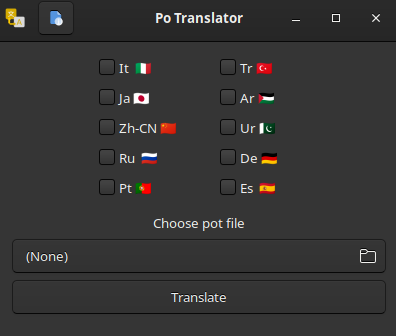 Po Translator
It 🇮🇹 Tr 🇹🇷
Ja 🇯🇵 Ar 🇵🇸
Zh-CN 🇨🇳 Ur 🇵🇰
Ru 🇷🇺 De 🇩🇪
Pt 🇵🇹 Es 🇪🇸
Choose pot file
(None)
Translate